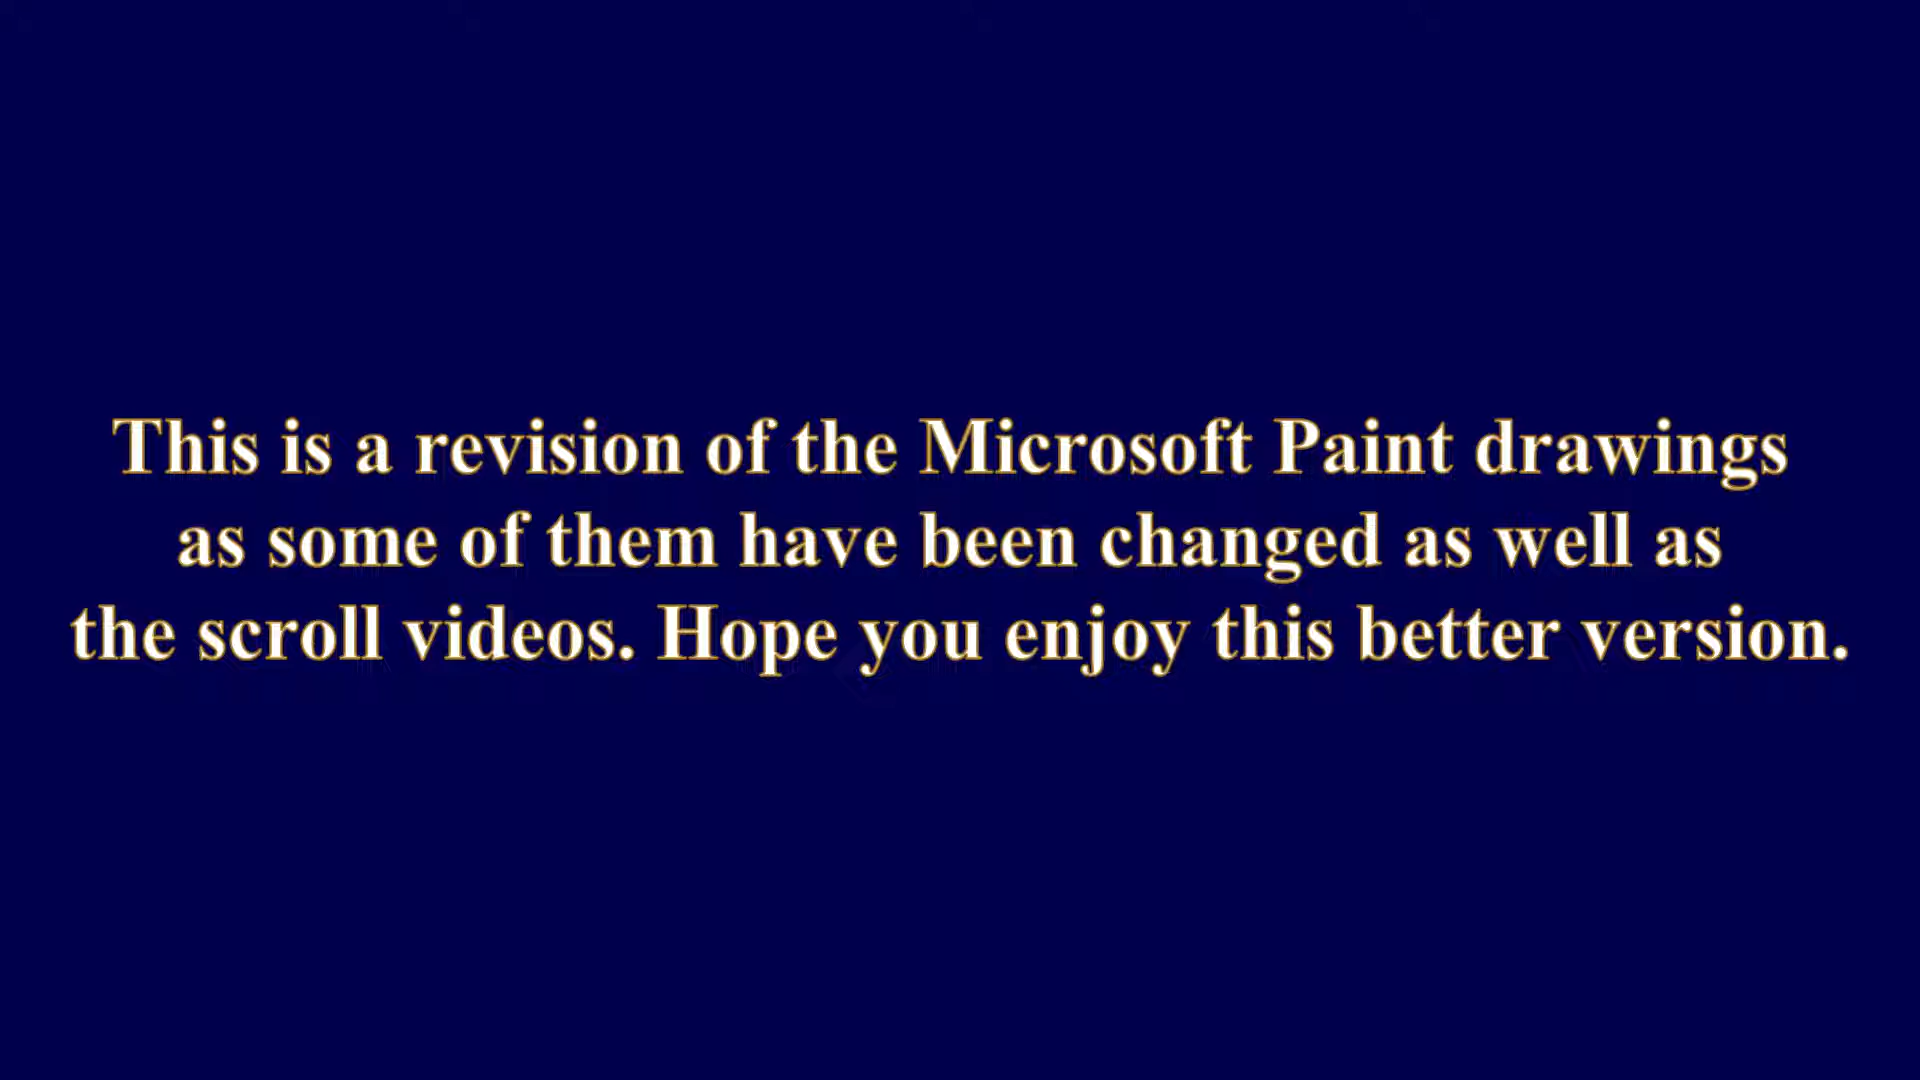 This is a revision of the Microsoft Paint drawings
as some of them have been changed as well as
the scroll videos. Hope you enjoy this better version.